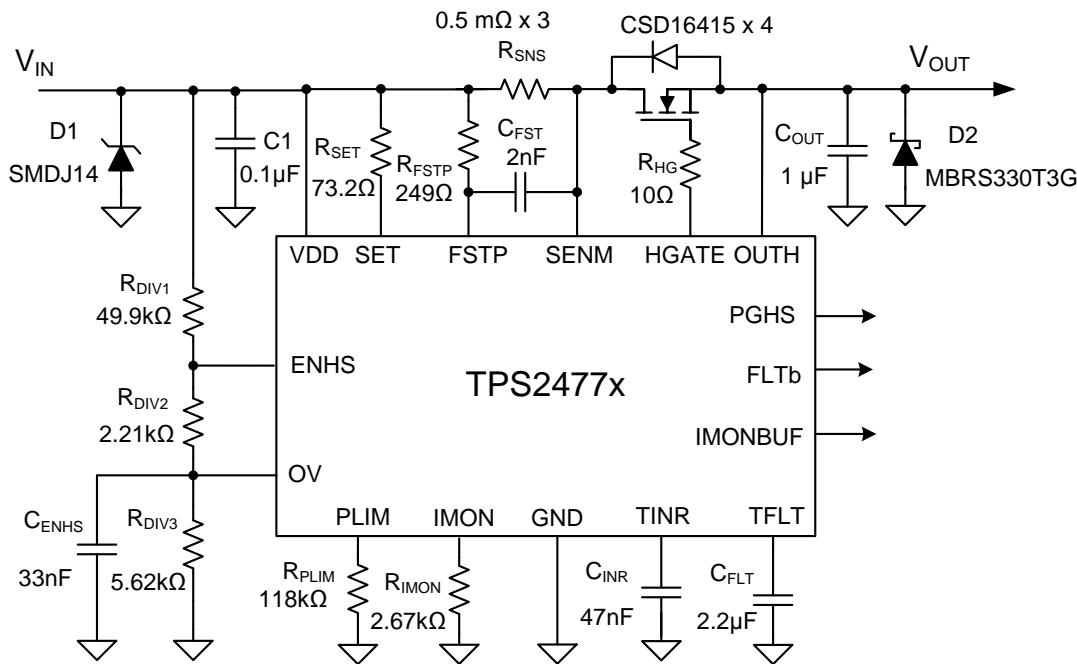 0.5 mΩ x 3
CSD16415 x 4
R_SNS
V_IN
V_OUT
D1
SMDJ14
C1
0.1µF
R_SET
73.2Ω
R_FSTP
249Ω
C_FST
2nF
R_HG
10Ω
C_OUT
1 µF
D2
MBRS330T3G
VDD
SET
FSTP
SENM
HGATE
OUTH
R_DIV1
49.9kΩ
PGHS
ENHS
FLTb
TPS2477x
R_DIV2
2.21kΩ
IMONBUF
OV
C_ENHS
33nF
R_DIV3
5.62kΩ
PLIM
IMON
GND
TINR
TFLT
R_PLIM
118kΩ
R_IMON
2.67kΩ
C_INR
47nF
C_FLT
2.2µF